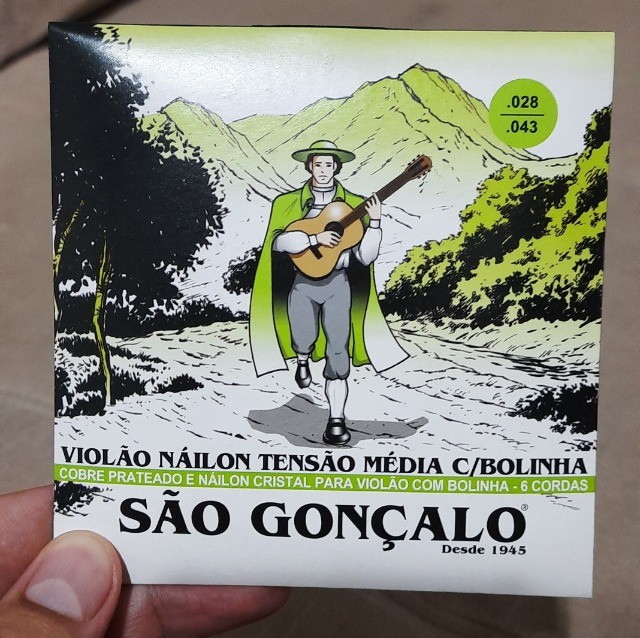 .028
.043
VIOLÃO NÁILON TENSÃO MÉDIA C/BOLINHA
COBRE PRATEADO E NÁILON CRISTAL PARA VIOLÃO COM BOLINHA - 6 CORDAS
SÃO GONÇALO®
Desde 1945